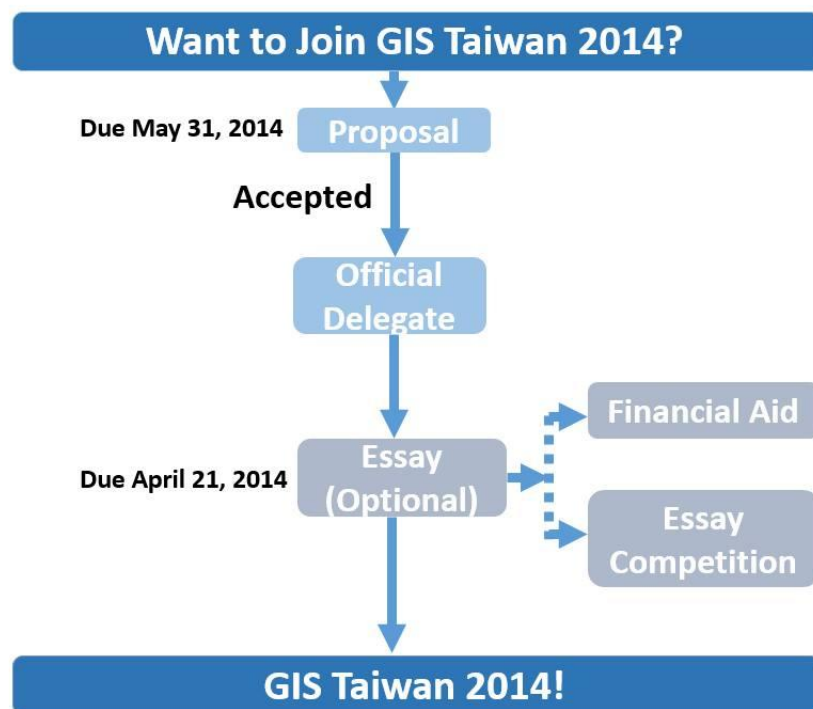 Want to Join GIS Taiwan 2014?
Due May 31, 2014
Proposal
Accepted
Official
Delegate
Financial Aid
Due April 21, 2014
Essay
(Optional)
Essay
Competition
GIS Taiwan 2014!